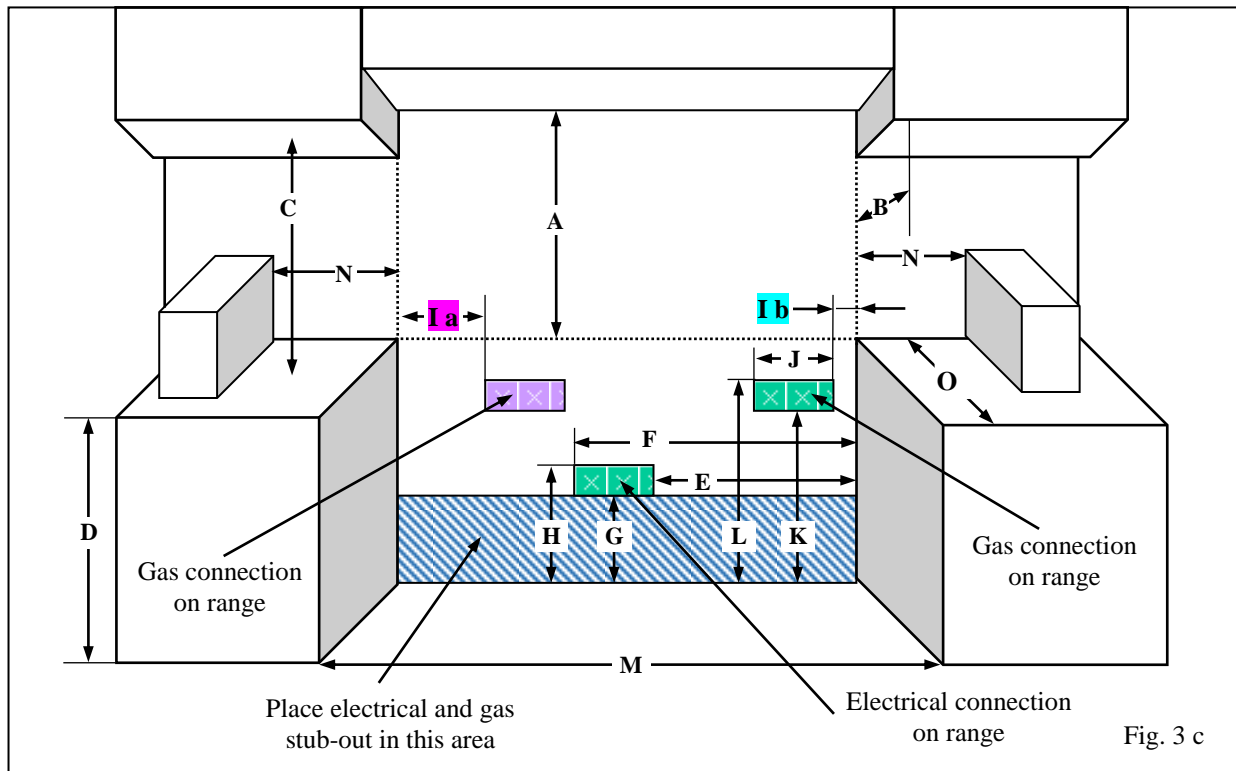 C
A
B
N
N
I a
I b
J
O
F
E
D
H
G
L
K
Gas connection
on range
Gas connection
on range
M
Place electrical and gas
stub-out in this area
Electrical connection
on range
Fig. 3 c